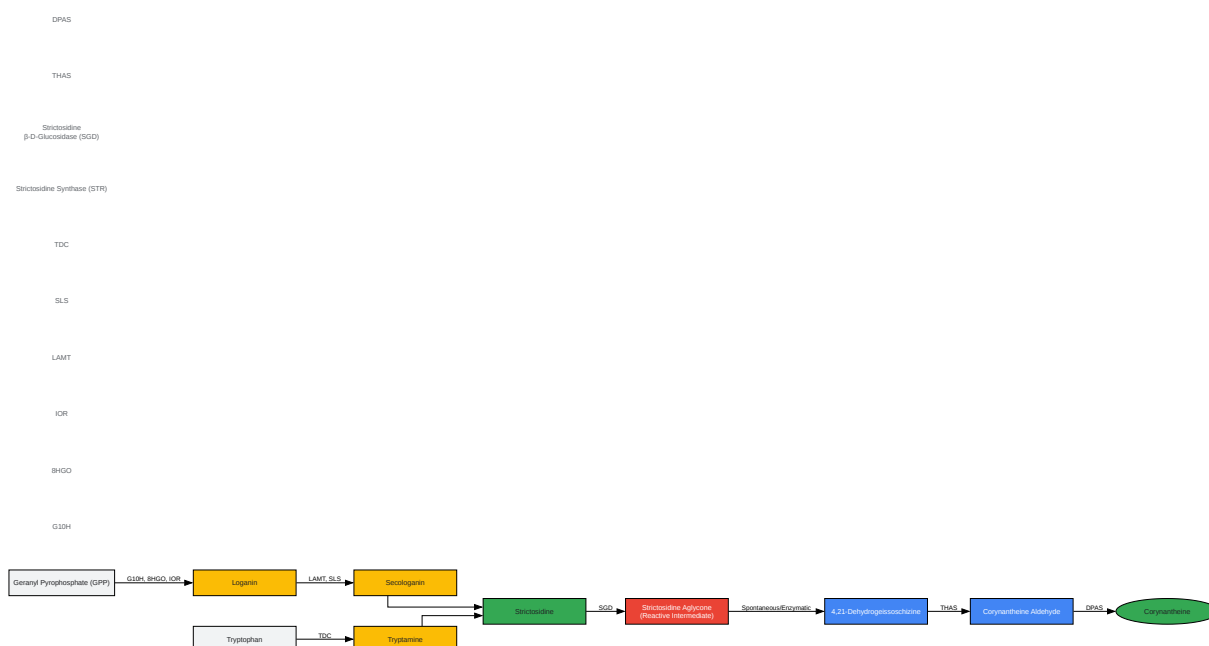 DPAS
THAS
Strictosidine
β-D-Glucosidase (SGD)
Strictosidine Synthase (STR)
TDC
SLS
LAMT
IOR
8HGO
G10H
Geranyl Pyrophosphate (GPP)
G10H, 8HGO, IOR
Loganin
LAMT, SLS
Secologanin
Strictosidine
SGD
Strictosidine Aglycone
(Reactive Intermediate)
Spontaneous/Enzymatic
4,21-Dehydrogeissoschizine
THAS
Corynantheine Aldehyde
DPAS
Corynantheine
Tryptophan
TDC
Tryptamine